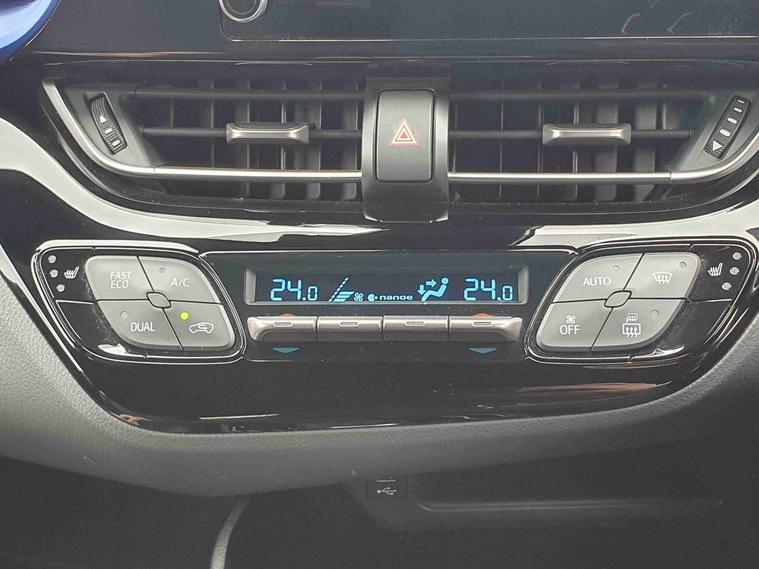 FAST
ECO
A/C
DUAL
24.0
nanoe
24.0
AUTO
OFF